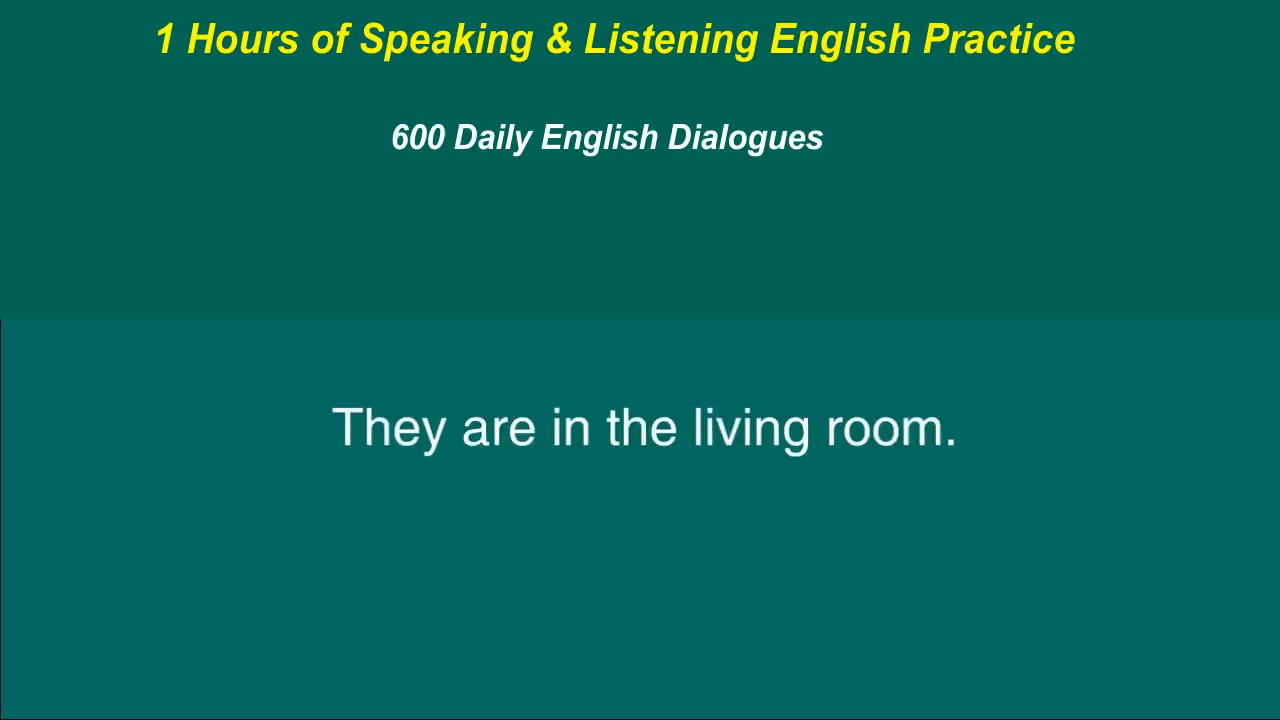 1 Hours of Speaking & Listening English Practice
600 Daily English Dialogues
They are in the living room.